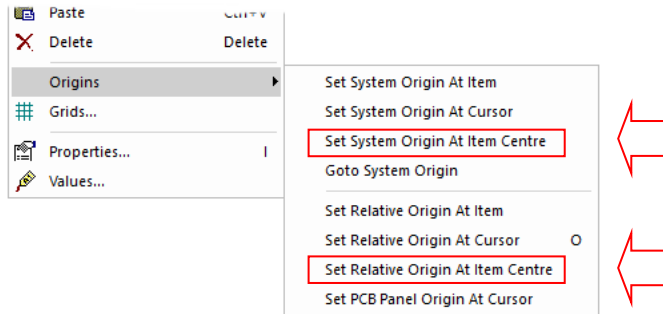 Paste Ctrl+V
Delete Delete
Origins
Grids...
Properties... I
Values...
Set System Origin At Item
Set System Origin At Cursor
Set System Origin At Item Centre
Goto System Origin
Set Relative Origin At Item
Set Relative Origin At Cursor O
Set Relative Origin At Item Centre
Set PCB Panel Origin At Cursor